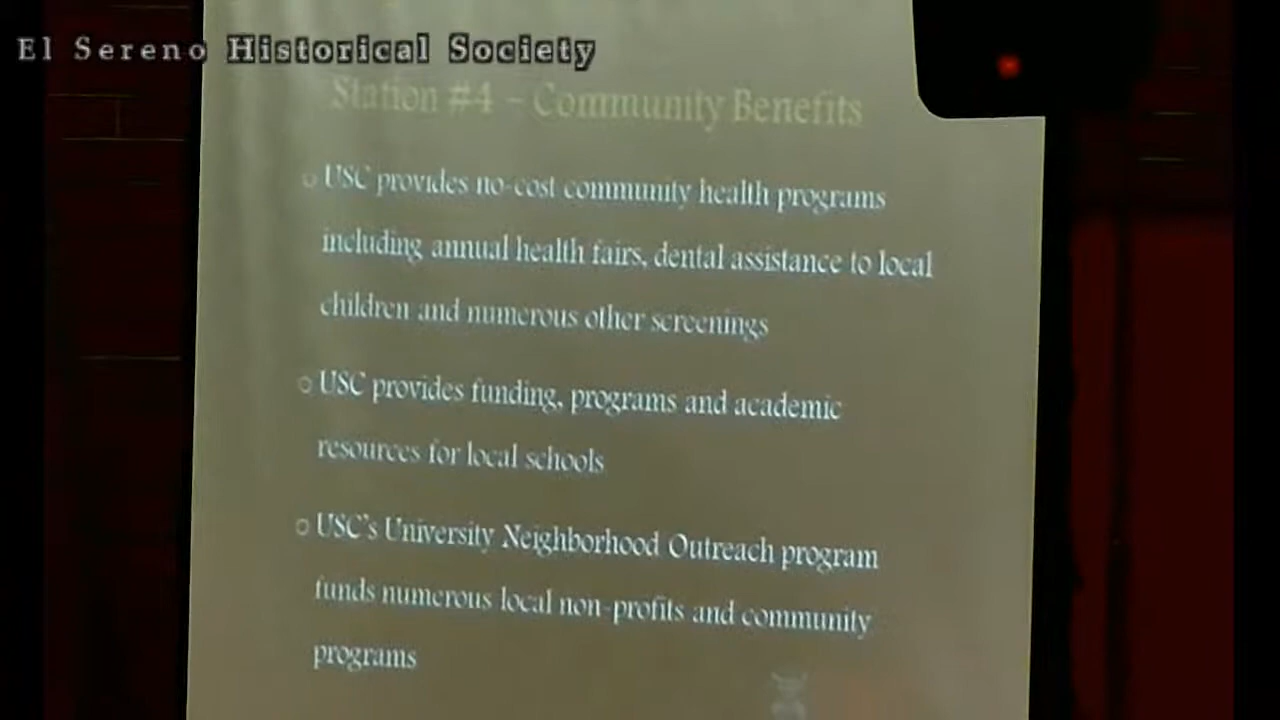 El Sereno Historical Society
Station #4 – Community Benefits
○ USC provides no-cost community health programs
including annual health fairs, dental assistance to local
children and numerous other screenings
○ USC provides funding, programs and academic
resources for local schools
○ USC's University Neighborhood Outreach program
funds numerous local non-profits and community
programs